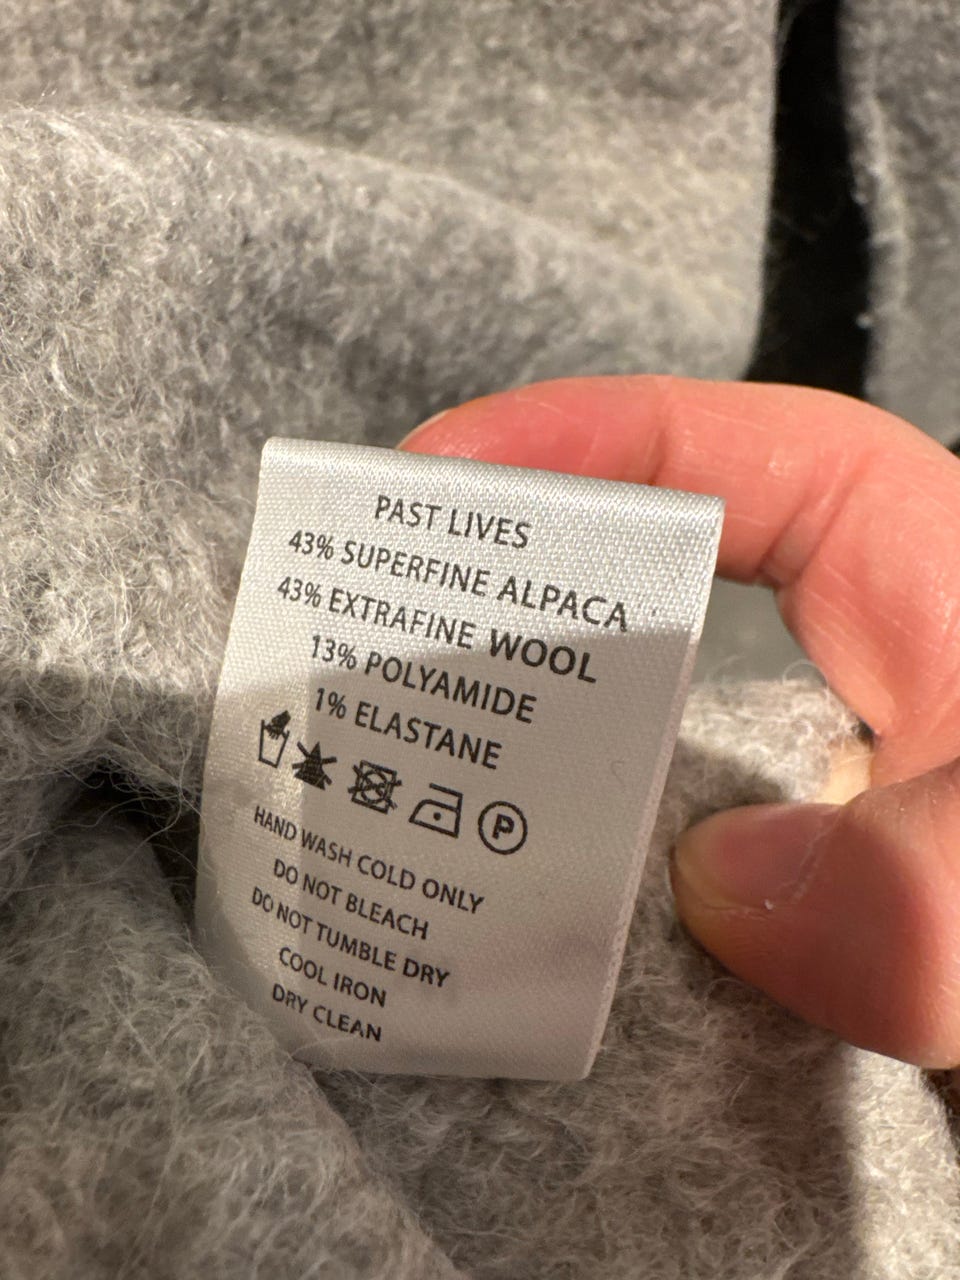 PAST LIVES
43% SUPERFINE ALPACA
43% EXTRAFINE WOOL
13% POLYAMIDE
1% ELASTANE
P
HAND WASH COLD ONLY
DO NOT BLEACH
DO NOT TUMBLE DRY
COOL IRON
DRY CLEAN